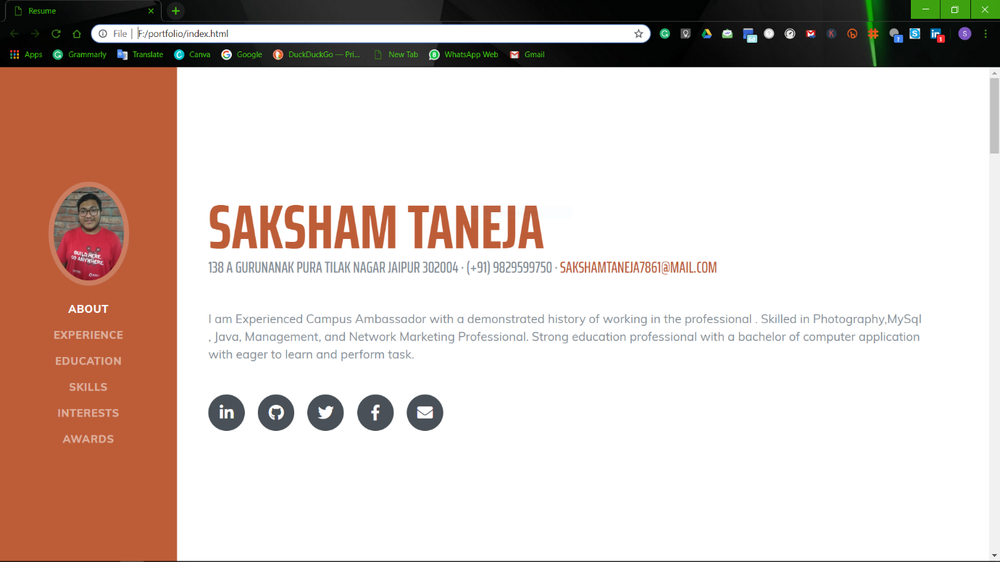 Resume
File | F:/portfolio/index.html
Apps Grammarly Translate Canva Google DuckDuckGo — Pri... New Tab WhatsApp Web Gmail
BUILD HERE.
GO ANYWHERE.
ABOUT
EXPERIENCE
EDUCATION
SKILLS
INTERESTS
AWARDS
SAKSHAM TANEJA
138 A GURUNANAK PURA TILAK NAGAR JAIPUR 302004 · (+91) 9829599750 · SAKSHAMTANEJA7861@MAIL.COM
I am Experienced Campus Ambassador with a demonstrated history of working in the professional . Skilled in Photography,MySql
, Java, Management, and Network Marketing Professional. Strong education professional with a bachelor of computer application
with eager to learn and perform task.